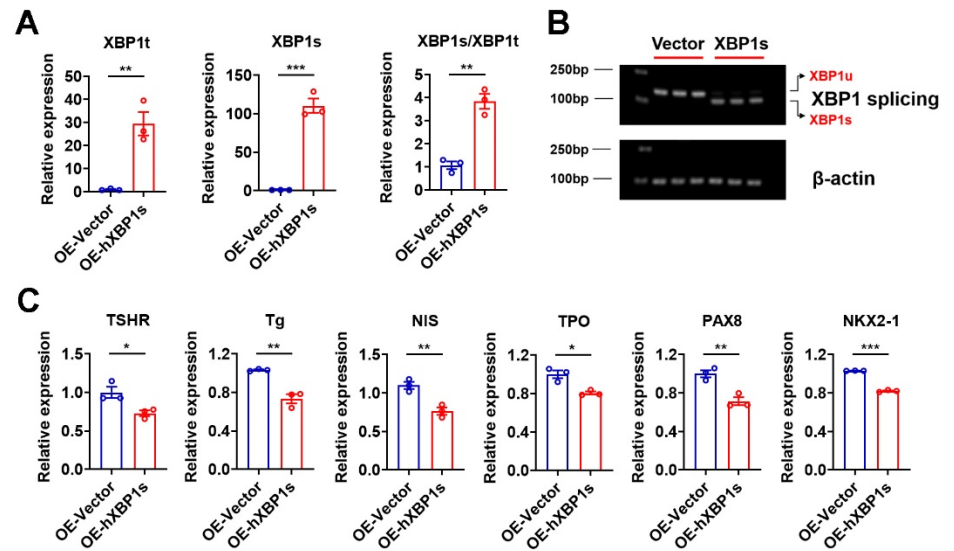 A
XBP1t
**
Relative expression
50
40
30
20
10
0
OE-Vector
OE-hXBP1s
XBP1s
***
Relative expression
150
100
50
0
OE-Vector
OE-hXBP1s
XBP1s/XBP1t
**
Relative expression
5
4
3
2
1
0
OE-Vector
OE-hXBP1s
B
Vector XBP1s
250bp
100bp
XBP1u
XBP1 splicing
XBP1s
250bp
100bp
β-actin
C
TSHR
*
Relative expression
1.5
1.0
0.5
0.0
OE-Vector
OE-hXBP1s
Tg
**
Relative expression
1.2
0.8
0.4
0.0
OE-Vector
OE-hXBP1s
NIS
**
Relative expression
1.5
1.0
0.5
0.0
OE-Vector
OE-hXBP1s
TPO
*
Relative expression
1.2
0.8
0.4
0.0
OE-Vector
OE-hXBP1s
PAX8
**
Relative expression
1.2
0.8
0.4
0.0
OE-Vector
OE-hXBP1s
NKX2-1
***
Relative expression
1.2
0.8
0.4
0.0
OE-Vector
OE-hXBP1s